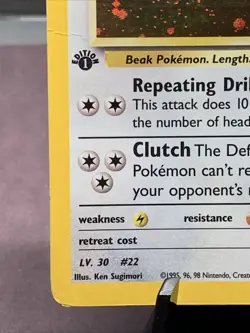 EDITION
1
Beak Pokémon. Length
Repeating Dril
This attack does 10
the number of head
Clutch The Def
Pokémon can't re
your opponent's
weakness resistance
retreat cost
LV. 30 #22
Illus. Ken Sugimori ©1995, 96, 98 Nintendo, Creat